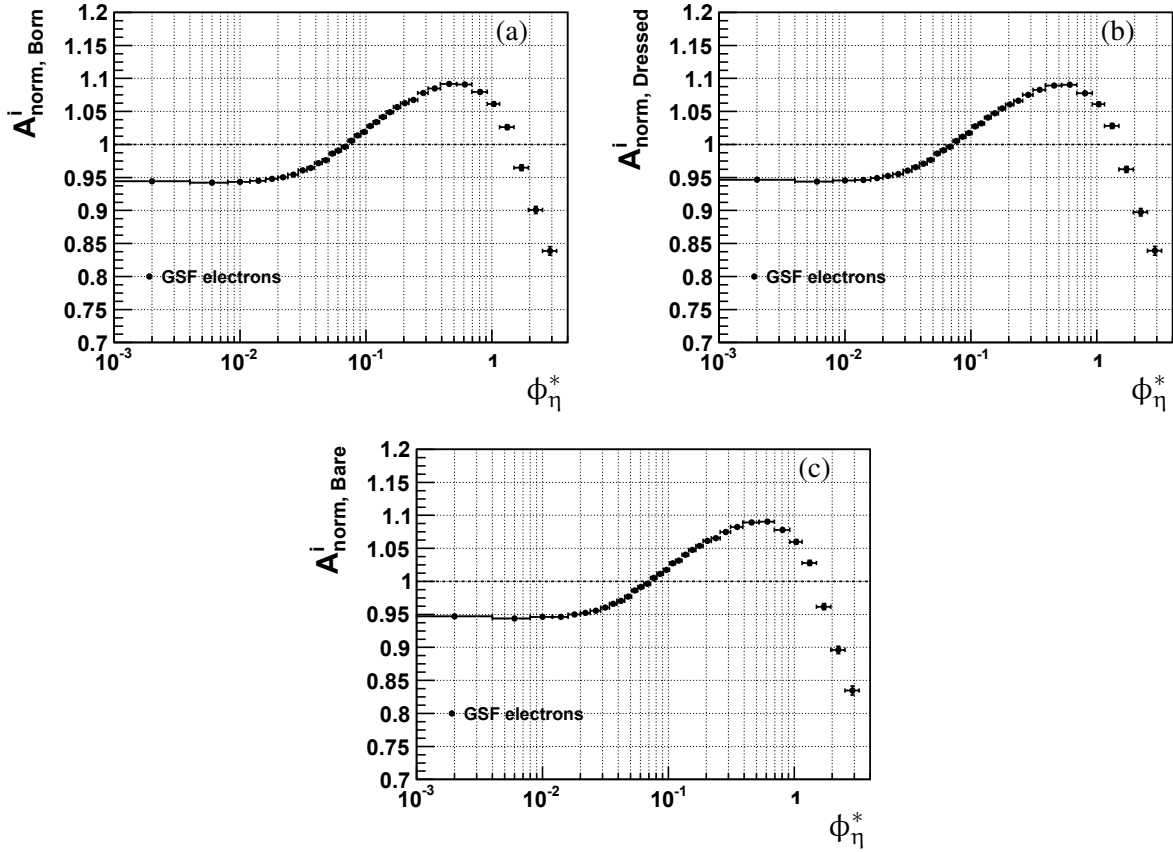 (a)
A^i_norm, Born
1.2
1.15
1.1
1.05
1
0.95
0.9
0.85
0.8
0.75
0.7
GSF electrons
10^-3 10^-2 10^-1 1
ϕ*_η
(b)
A^i_norm, Dressed
1.2
1.15
1.1
1.05
1
0.95
0.9
0.85
0.8
0.75
0.7
GSF electrons
10^-3 10^-2 10^-1 1
ϕ*_η
(c)
A^i_norm, Bare
1.2
1.15
1.1
1.05
1
0.95
0.9
0.85
0.8
0.75
0.7
GSF electrons
10^-3 10^-2 10^-1 1
ϕ*_η